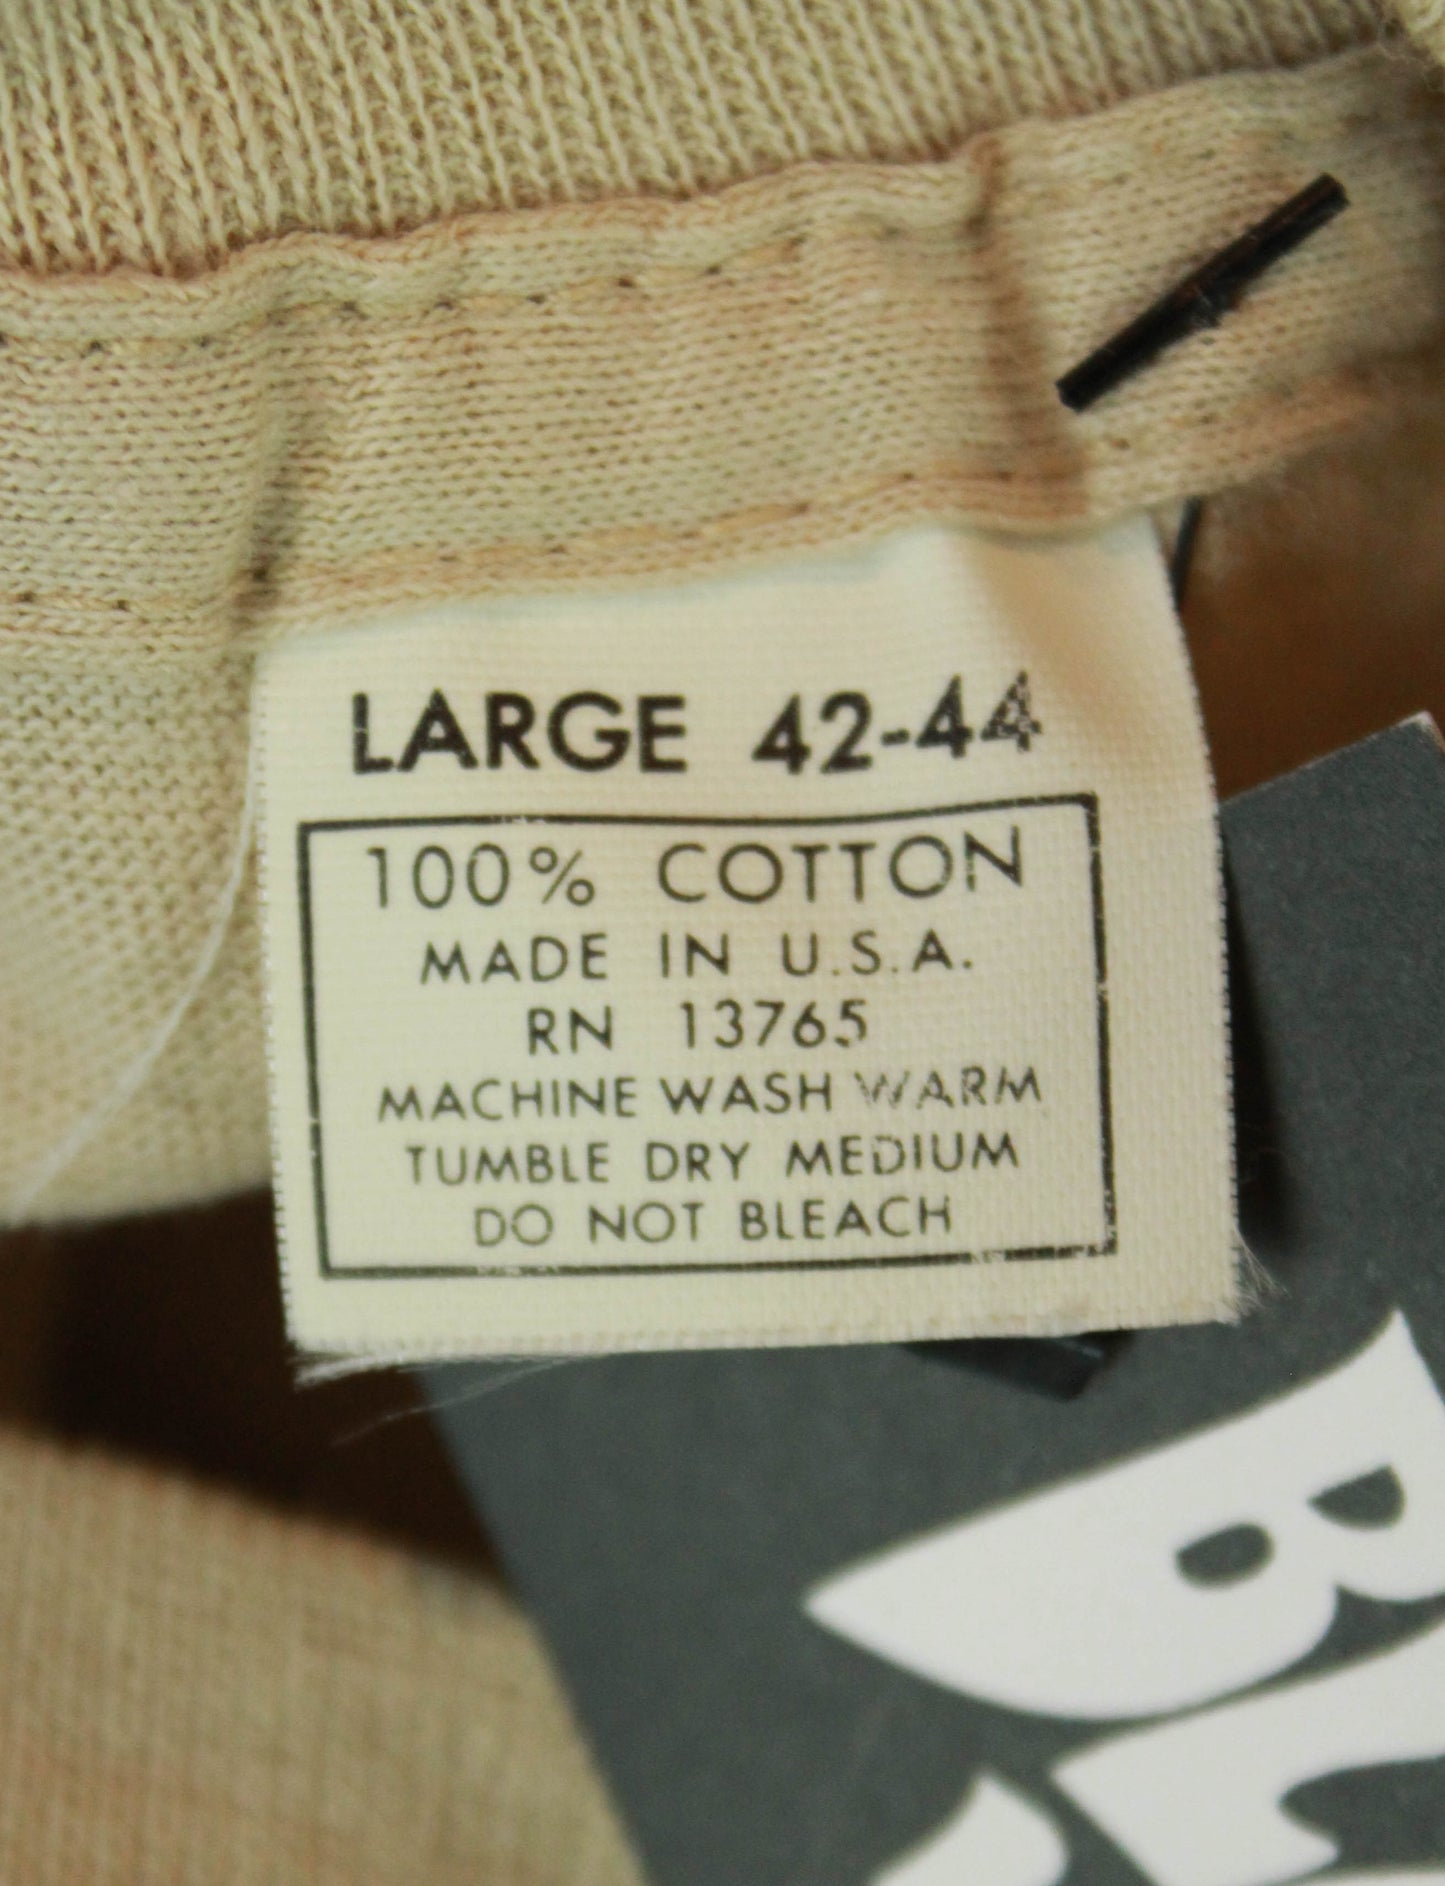 LARGE 42-44
100% COTTON
MADE IN U.S.A.
RN 13765
MACHINE WASH WARM
TUMBLE DRY MEDIUM
DO NOT BLEACH